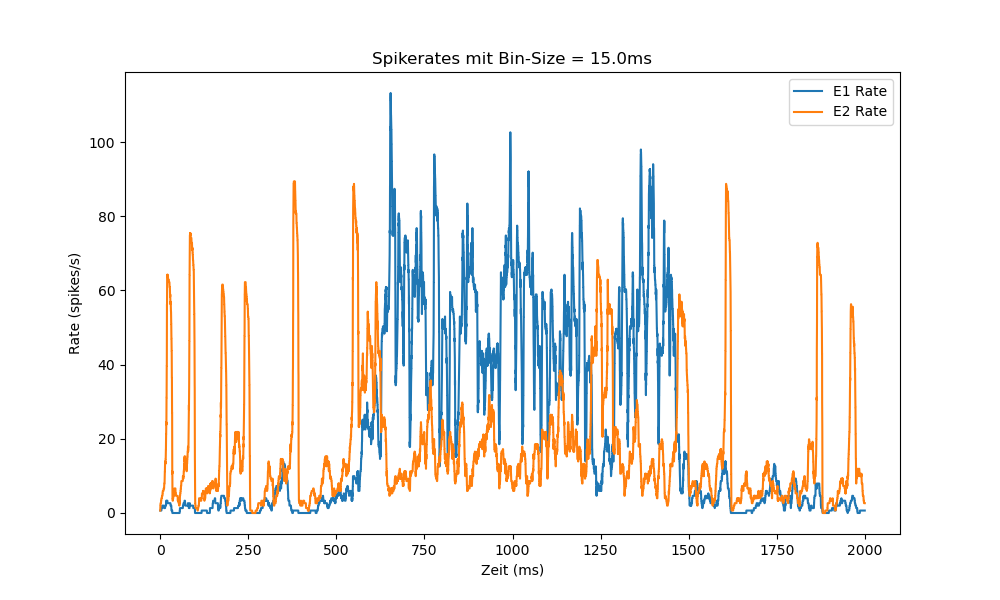 Spikerates mit Bin-Size = 15.0ms
E1 Rate
E2 Rate
Rate (spikes/s)
100
80
60
40
20
0
0 250 500 750 1000 1250 1500 1750 2000
Zeit (ms)